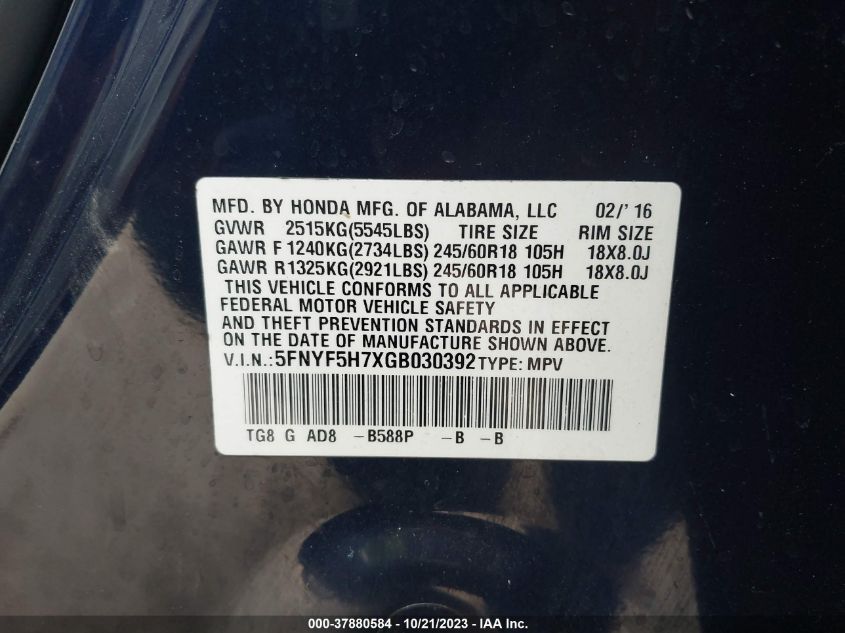 MFD. BY HONDA MFG. OF ALABAMA, LLC 02/'16
GVWR 2515KG(5545LBS) TIRE SIZE RIM SIZE
GAWR F 1240KG(2734LBS) 245/60R18 105H 18X8.0J
GAWR R1325KG(2921LBS) 245/60R18 105H 18X8.0J
THIS VEHICLE CONFORMS TO ALL APPLICABLE
FEDERAL MOTOR VEHICLE SAFETY
AND THEFT PREVENTION STANDARDS IN EFFECT
ON THE DATE OF MANUFACTURE SHOWN ABOVE.
V.I.N.:5FNYF5H7XGB030392 TYPE: MPV
TG8 G AD8 -B588P -B -B
000-37880584 - 10/21/2023 - IAA Inc.